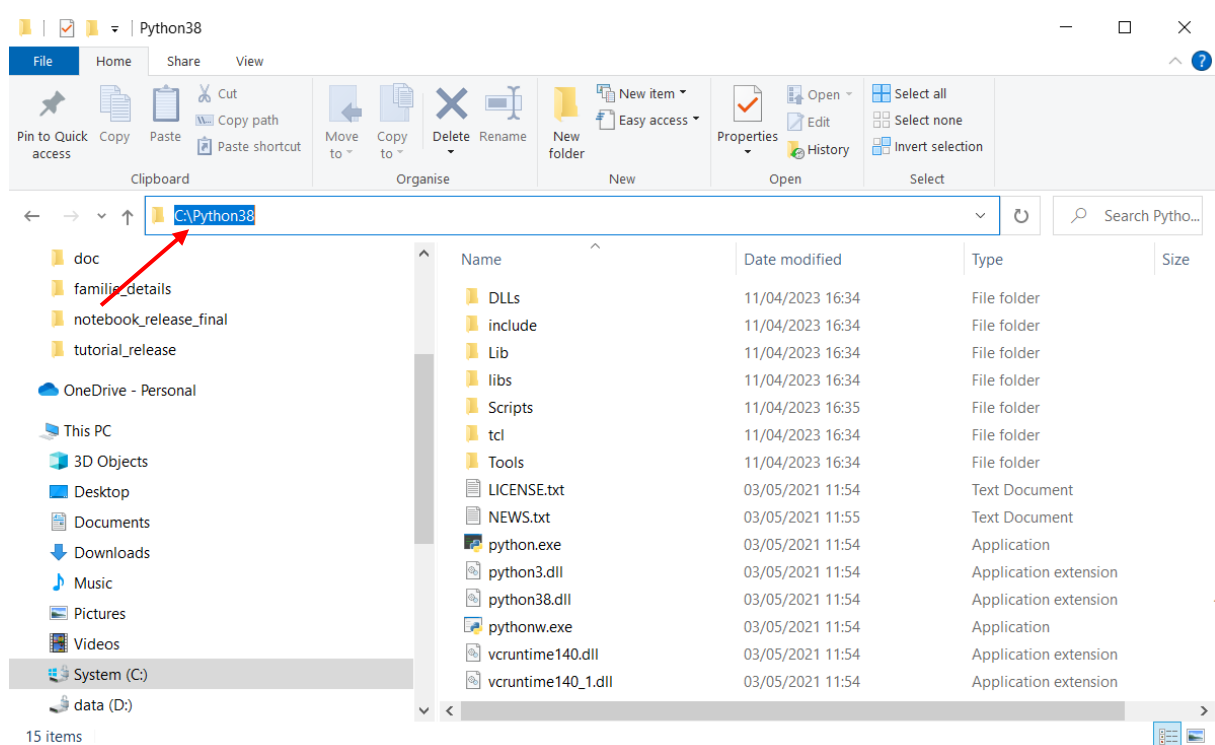 Python38
File Home Share View
Pin to Quick access
Copy
Paste
Cut
Copy path
Paste shortcut
Clipboard
Move to
Copy to
Delete
Rename
Organise
New folder
New item
Easy access
New
Properties
Open
Edit
History
Open
Select all
Select none
Invert selection
Select
C:\Python38
Search Pytho...
doc
familie_details
notebook_release_final
tutorial_release
OneDrive - Personal
This PC
3D Objects
Desktop
Documents
Downloads
Music
Pictures
Videos
System (C:)
data (D:)
Name Date modified Type Size
DLLs 11/04/2023 16:34 File folder
include 11/04/2023 16:34 File folder
Lib 11/04/2023 16:34 File folder
libs 11/04/2023 16:34 File folder
Scripts 11/04/2023 16:35 File folder
tcl 11/04/2023 16:34 File folder
Tools 11/04/2023 16:34 File folder
LICENSE.txt 03/05/2021 11:54 Text Document
NEWS.txt 03/05/2021 11:55 Text Document
python.exe 03/05/2021 11:54 Application
python3.dll 03/05/2021 11:54 Application extension
python38.dll 03/05/2021 11:54 Application extension
pythonw.exe 03/05/2021 11:54 Application
vcruntime140.dll 03/05/2021 11:54 Application extension
vcruntime140_1.dll 03/05/2021 11:54 Application extension
15 items